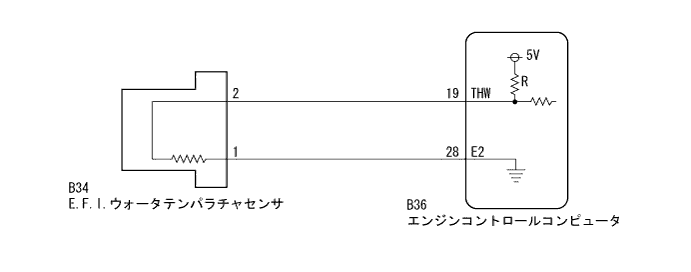 5V
R
2
19
THW
1
28
E2
B34
E.F.I.ウォータテンパラチャセンサ
B36
エンジンコントロールコンピュータ